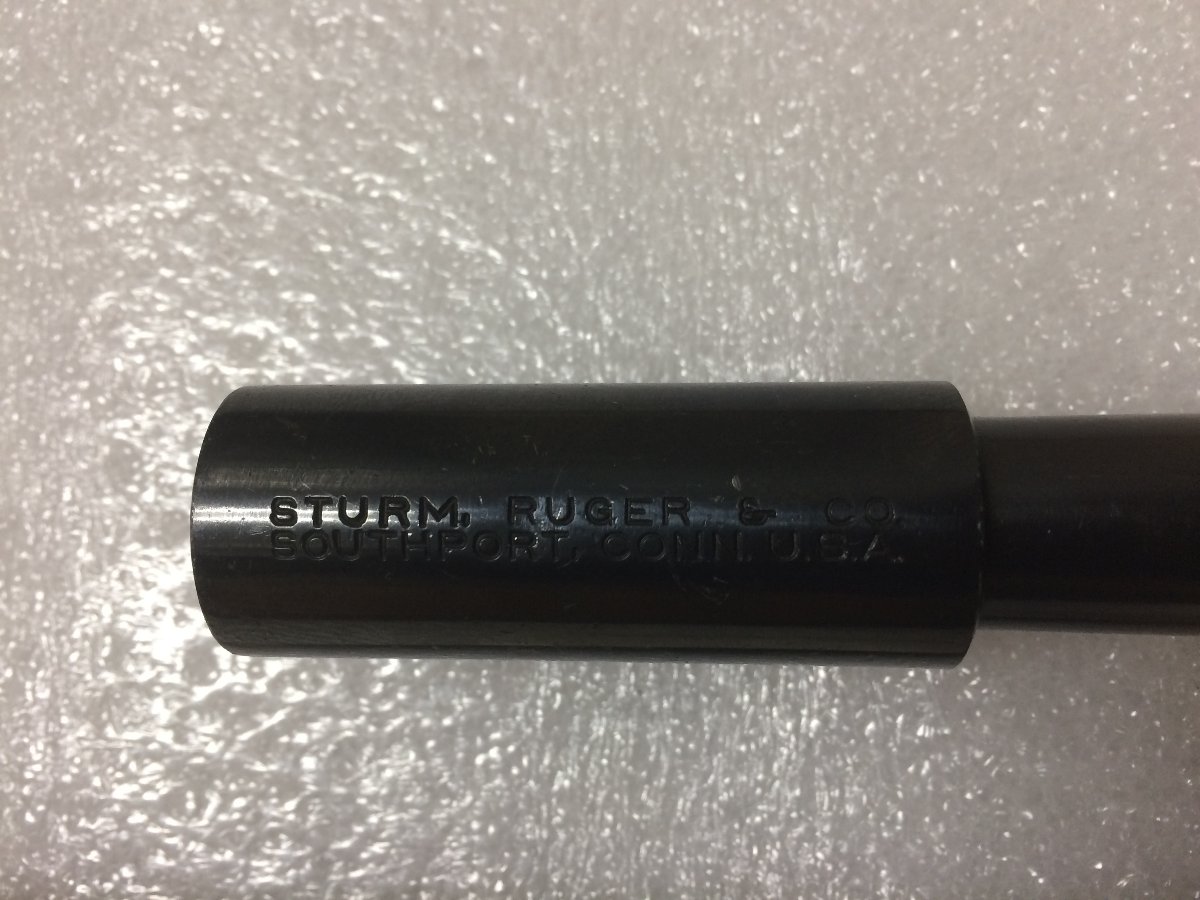 STURM, RUGER & CO.
SOUTHPORT, CONN. U.S.A.